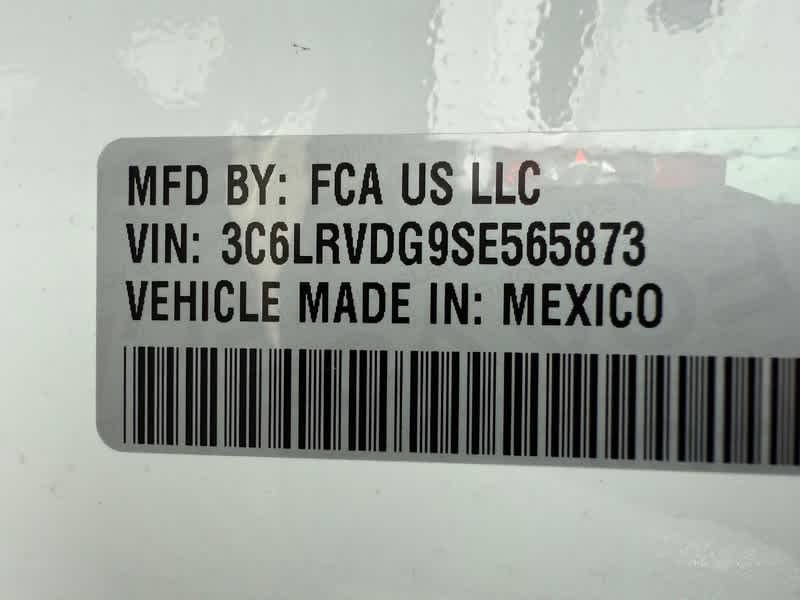 MFD BY: FCA US LLC
VIN: 3C6LRVDG9SE565873
VEHICLE MADE IN: MEXICO